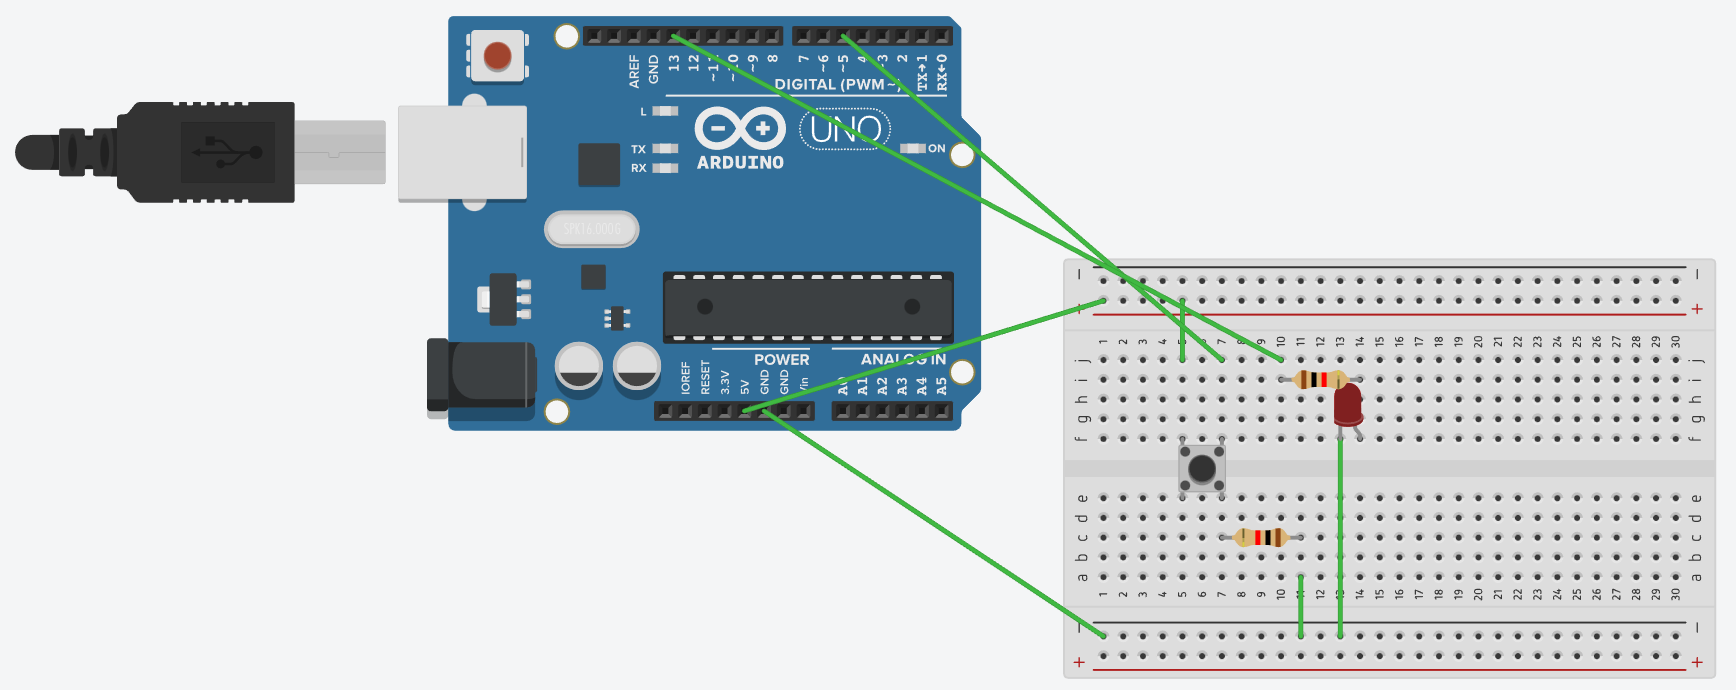 AREF GND 13 12 ~11 ~10 ~9 8 7 ~6 ~5 4 ~3 2 TX→1 RX←0
DIGITAL (PWM~)
L
UNO
TX
ON
RX
ARDUINO
SPK16.000G
POWER ANALOG IN
IOREF RESET 3.3V 5V GND GND Vin A0 A1 A2 A3 A4 A5
− −
+ +
1 2 3 4 5 6 7 8 9 10 11 12 13 14 15 16 17 18 19 20 21 22 23 24 25 26 27 28 29 30
j j
i i
h h
g g
f f
e e
d d
c c
b b
a a
1 2 3 4 5 6 7 8 9 10 11 12 13 14 15 16 17 18 19 20 21 22 23 24 25 26 27 28 29 30
− −
+ +